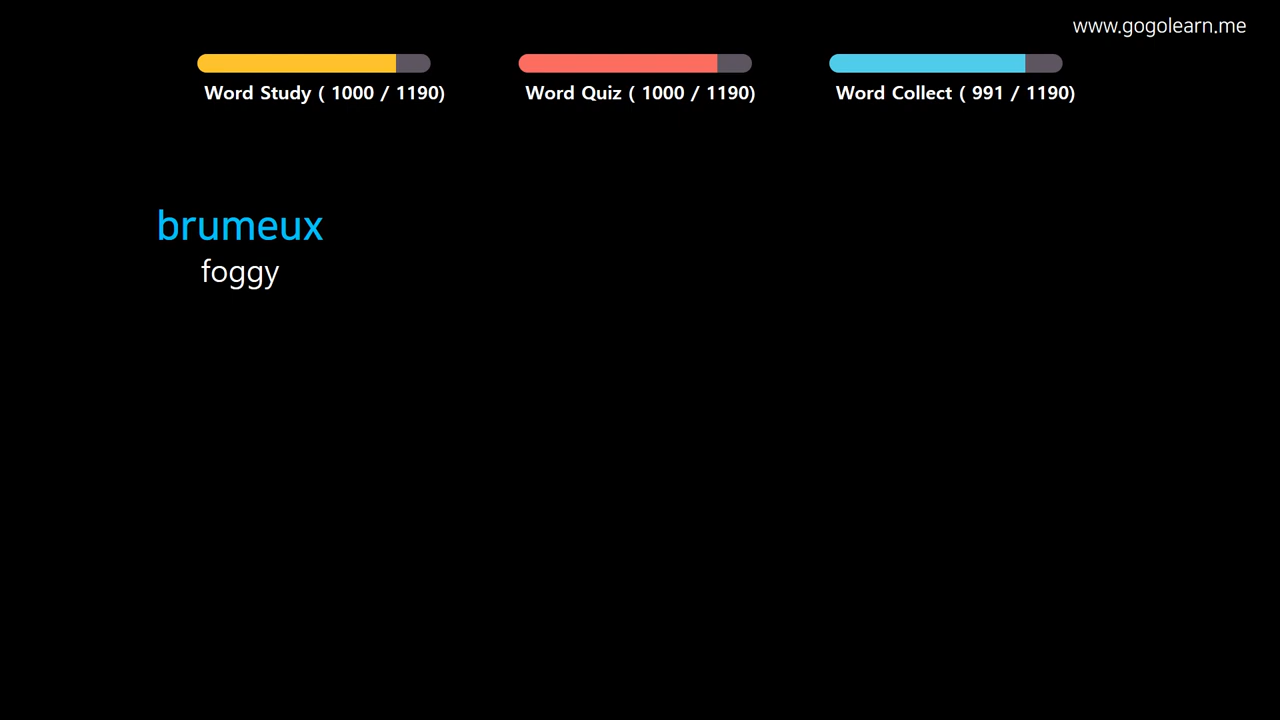 www.gogolearn.me
Word Study ( 1000 / 1190)
Word Quiz ( 1000 / 1190)
Word Collect ( 991 / 1190)
brumeux
foggy